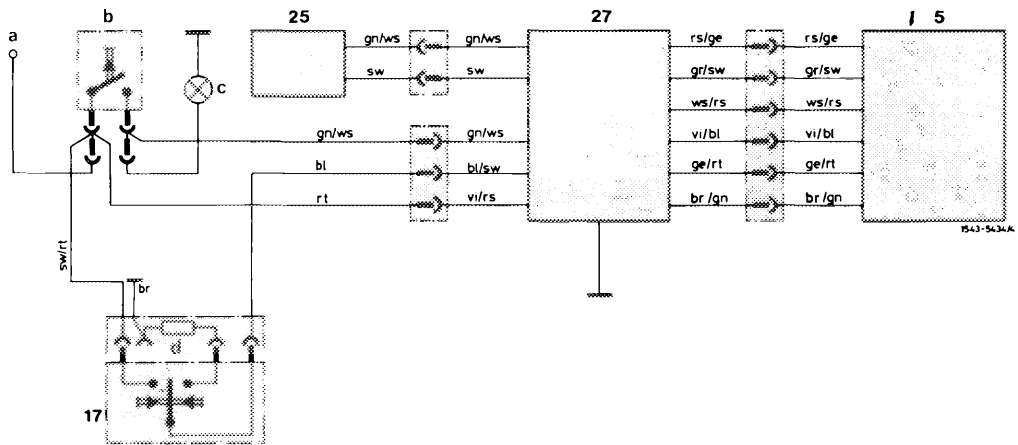 a
b
25
27
1 5
c
gn/ws gn/ws
sw sw
rs/ge rs/ge
gr/sw gr/sw
ws/rs ws/rs
vi/bl vi/bl
ge/rt ge/rt
br/gn br/gn
gn/ws gn/ws
bl bl/sw
rt vi/rs
1543-5434/4
sw/rt
br
d
17